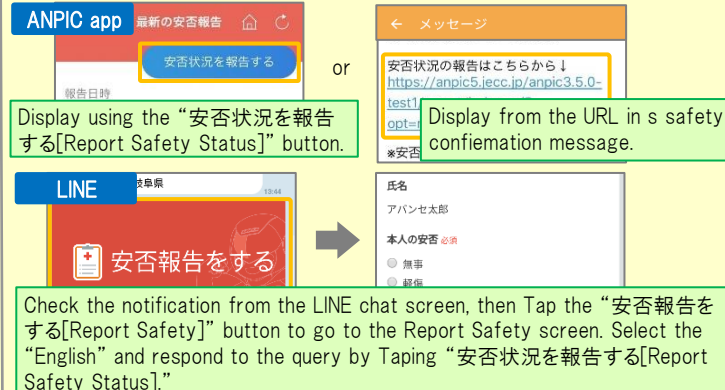 ANPIC app
最新の安否報告
安否状況を報告する
報告日時
Display using the “安否状況を報告
する[Report Safety Status]” button.
or
← メッセージ
安否状況の報告はこちらから↓
https://anpic5.jecc.jp/anpic3.5.0-
test1
opt=
※安否
Display from the URL in s safety
confiemation message.
LINE
岐阜県
13:44
安否報告をする
氏名
アバンセ太郎
本人の安否 必須
無事
軽傷
Check the notification from the LINE chat screen, then Tap the “安否報告を
する[Report Safety]” button to go to the Report Safety screen. Select the
“English” and respond to the query by Taping “安否状況を報告する[Report
Safety Status].”